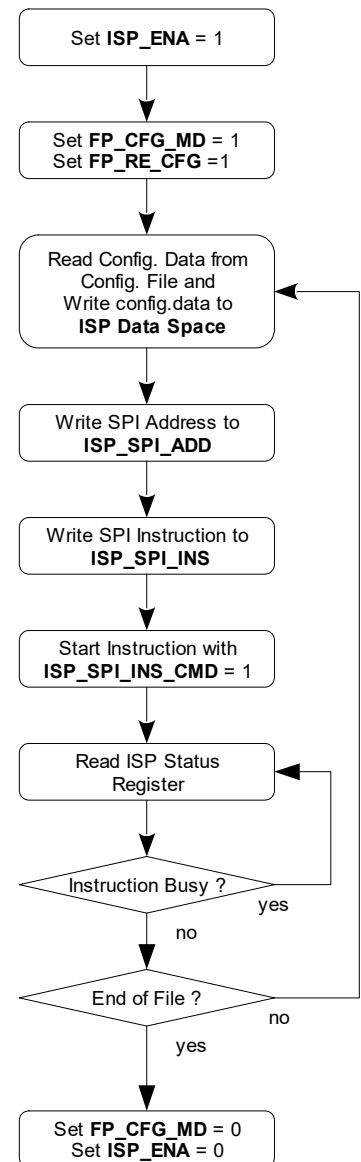 Set ISP_ENA = 1
Set FP_CFG_MD = 1
Set FP_RE_CFG =1
Read Config. Data from
Config. File and
Write config.data to
ISP Data Space
Write SPI Address to
ISP_SPI_ADD
Write SPI Instruction to
ISP_SPI_INS
Start Instruction with
ISP_SPI_INS_CMD = 1
Read ISP Status
Register
Instruction Busy ?
yes
no
End of File ?
no
yes
Set FP_CFG_MD = 0
Set ISP_ENA = 0